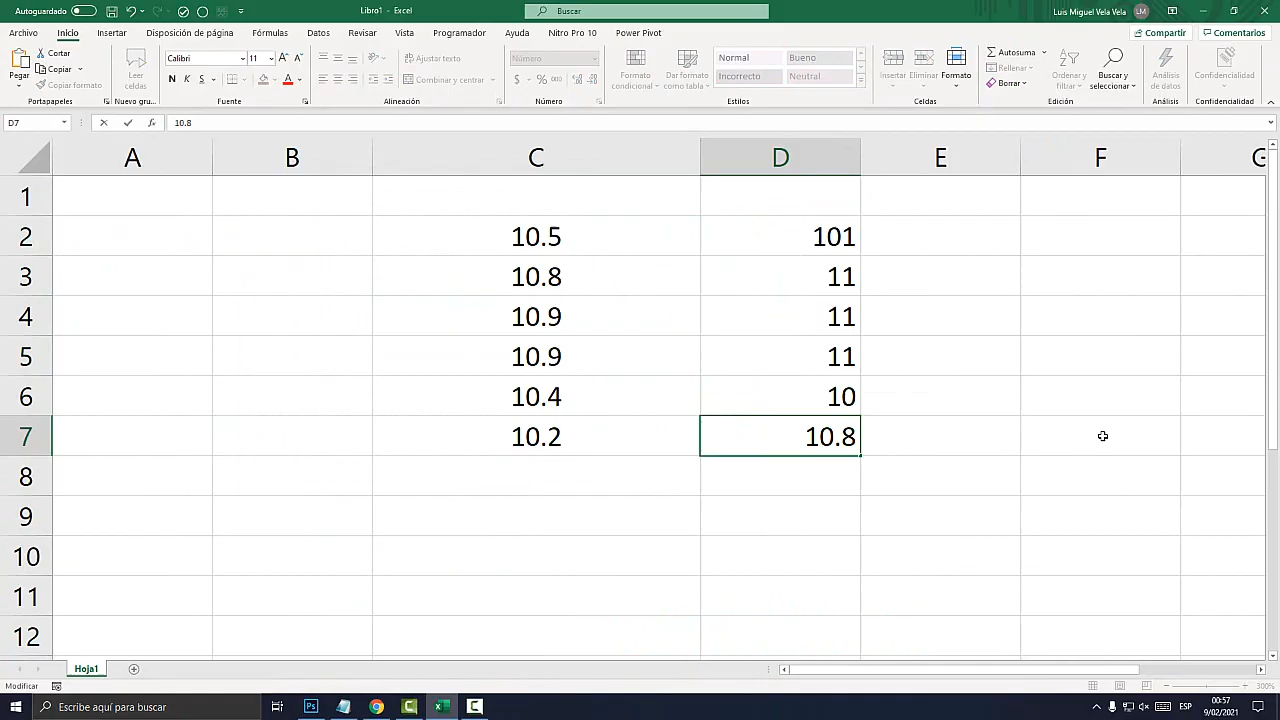 Autoguardado
Libro1 - Excel
Buscar
Luis Miguel Vela Vela LM
Archivo Inicio Insertar Disposición de página Fórmulas Datos Revisar Vista Programador Ayuda Nitro Pro 10 Power Pivot
Compartir Comentarios
Pegar
Cortar
Copiar
Copiar formato
Portapapeles
Leer celdas
Nuevo gru...
Calibri 11
N K S
Fuente
Ajustar texto
Combinar y centrar
Alineación
Número
$ % 000
Número
Formato condicional
Dar formato como tabla
Normal Bueno
Incorrecto Neutral
Estilos
Insertar Eliminar Formato
Celdas
Autosuma
Rellenar
Borrar
Ordenar y filtrar
Buscar y seleccionar
Edición
Análisis de datos
Análisis
Confidencialidad
Confidencialidad
D7 fx 10.8
A B C D E F G
1
2 10.5 101
3 10.8 11
4 10.9 11
5 10.9 11
6 10.4 10
7 10.2 10.8
8
9
10
11
12
Hoja1
Modificar
300%
Escribe aquí para buscar
ESP
00:57
9/02/2021